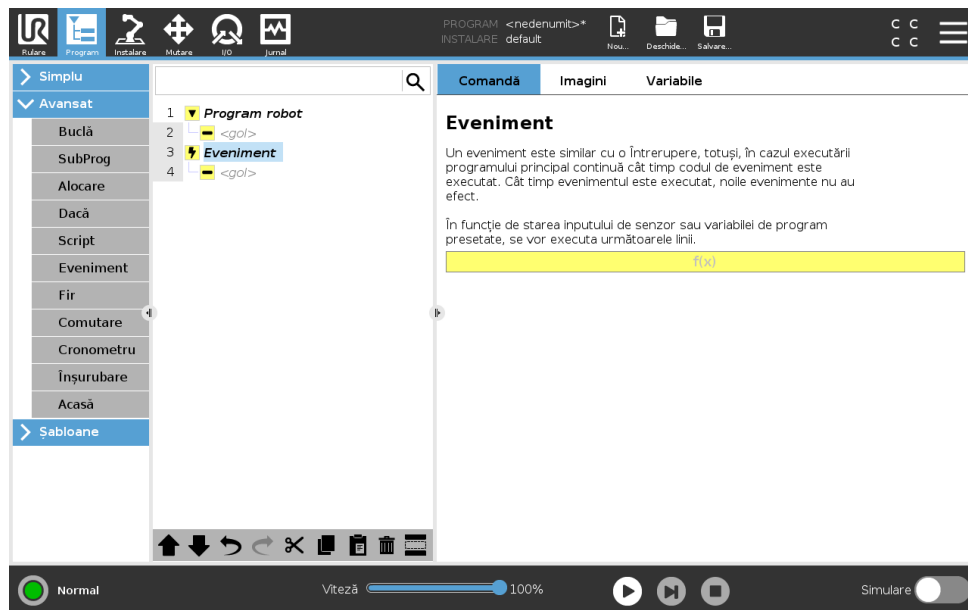 PROGRAM <nedenumit>*
INSTALARE default
Rulare Program Instalare Mutare I/O Jurnal Nou... Deschide... Salvare...
C C
C C
Simplu
Avansat
Buclă
SubProg
Alocare
Dacă
Script
Eveniment
Fir
Comutare
Cronometru
Înșurubare
Acasă
Șabloane
1 Program robot
2 <gol>
3 Eveniment
4 <gol>
Comandă Imagini Variabile
Eveniment
Un eveniment este similar cu o Întrerupere, totuși, în cazul executării
programului principal continuă cât timp codul de eveniment este
executat. Cât timp evenimentul este executat, noile evenimente nu au
efect.
În funcție de starea inputului de senzor sau variabilei de program
presetate, se vor executa următoarele linii.
f(x)
Normal Viteză 100% Simulare